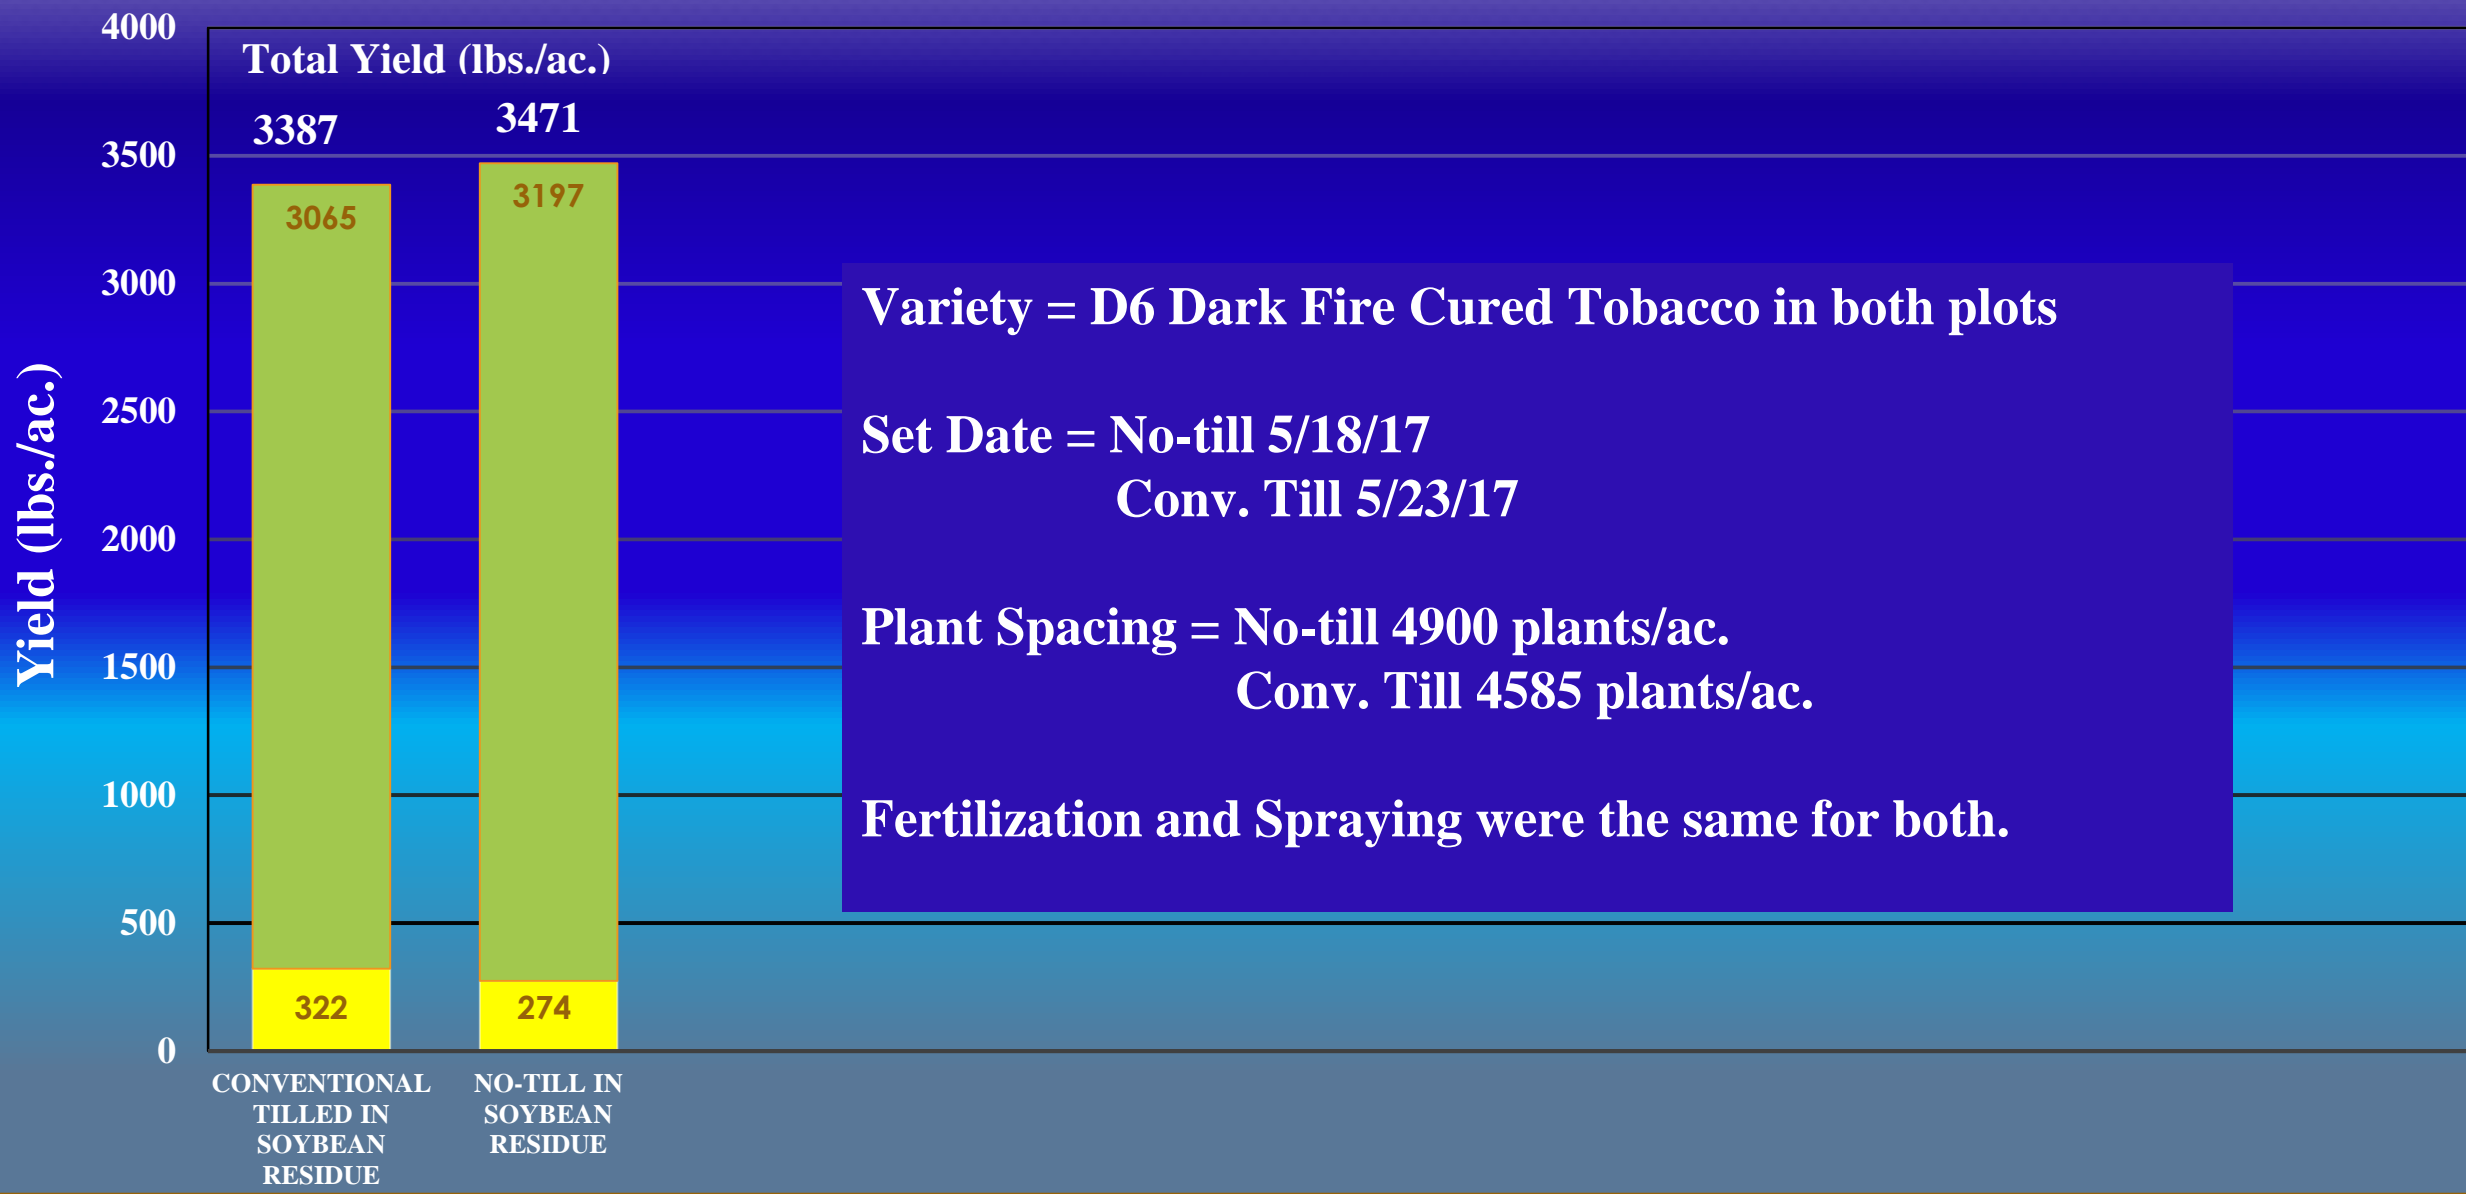 4000
Total Yield (lbs./ac.)
3387
3471
3500
3065
3197
3000
2500
2000
1500
1000
500
322
274
0
Yield (lbs./ac.)
CONVENTIONAL
TILLED IN
SOYBEAN
RESIDUE
NO-TILL IN
SOYBEAN
RESIDUE
Variety = D6 Dark Fire Cured Tobacco in both plots
Set Date = No-till 5/18/17
Conv. Till 5/23/17
Plant Spacing = No-till 4900 plants/ac.
Conv. Till 4585 plants/ac.
Fertilization and Spraying were the same for both.